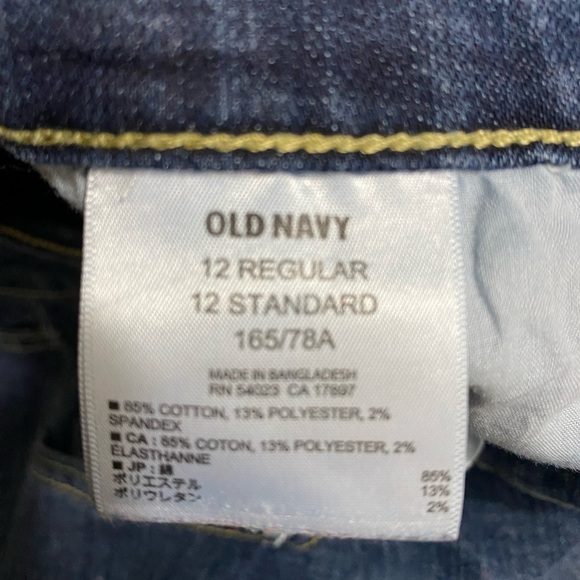 OLD NAVY
12 REGULAR
12 STANDARD
165/78A
MADE IN BANGLADESH
RN 54023 CA 17897
■ 85% COTTON, 13% POLYESTER, 2%
SPANDEX
■ CA : 85% COTON, 13% POLYESTER, 2%
ÉLASTHANNE
■ JP : 綿 85%
ポリエステル 13%
ポリウレタン 2%